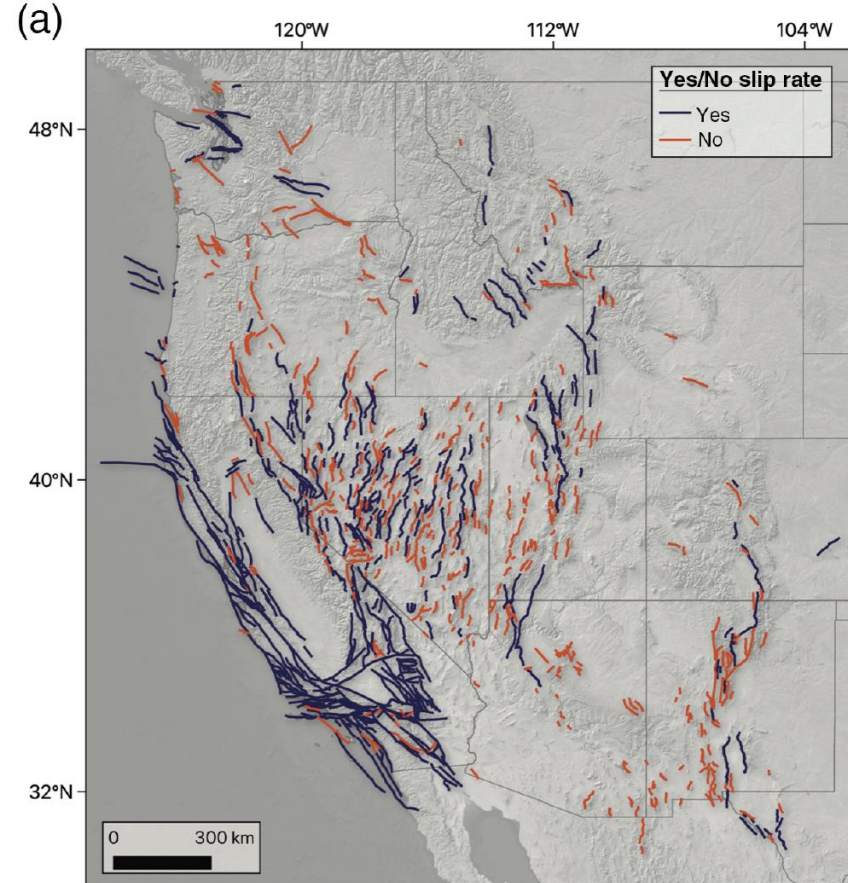 (a)
120°W 112°W 104°W
Yes/No slip rate
48°N
Yes
No
40°N
32°N
0 300 km